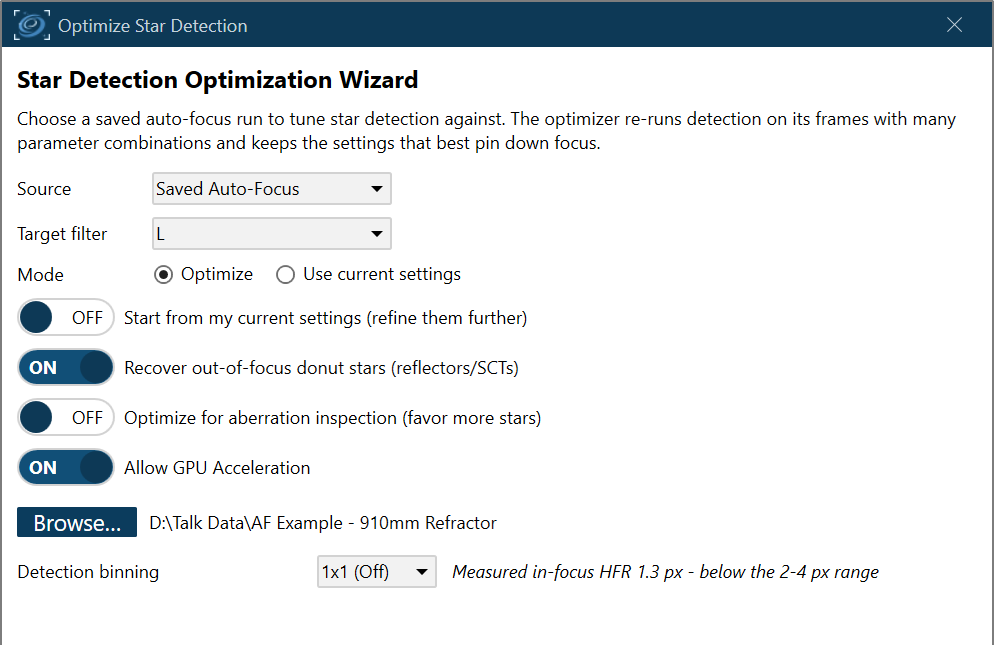 Optimize Star Detection
Star Detection Optimization Wizard
Choose a saved auto-focus run to tune star detection against. The optimizer re-runs detection on its frames with many
parameter combinations and keeps the settings that best pin down focus.
Source Saved Auto-Focus
Target filter L
Mode Optimize Use current settings
OFF Start from my current settings (refine them further)
ON Recover out-of-focus donut stars (reflectors/SCTs)
OFF Optimize for aberration inspection (favor more stars)
ON Allow GPU Acceleration
Browse... D:\Talk Data\AF Example - 910mm Refractor
Detection binning 1x1 (Off) Measured in-focus HFR 1.3 px - below the 2-4 px range